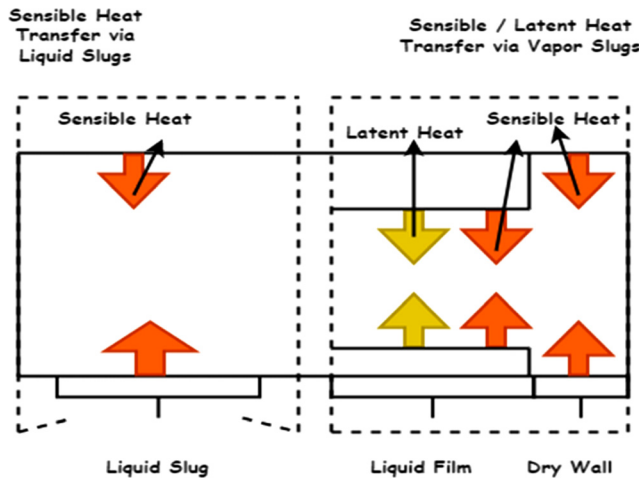 Sensible Heat
Transfer via
Liquid Slugs
Sensible / Latent Heat
Transfer via Vapor Slugs
Sensible Heat
Latent Heat
Sensible Heat
Liquid Slug
Liquid Film
Dry Wall